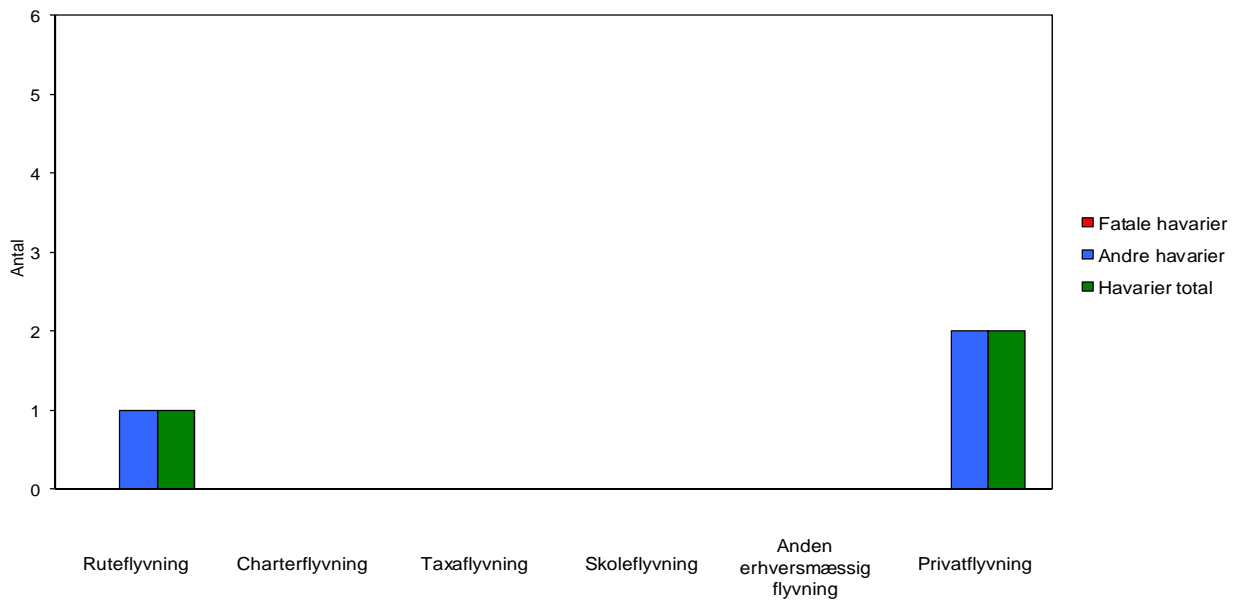 6
5
4
3
2
1
0
Antal
Fatale havarier
Andre havarier
Havarier total
Ruteflyvning
Charterflyvning
Taxaflyvning
Skoleflyvning
Anden
erhversmæssig
flyvning
Privatflyvning